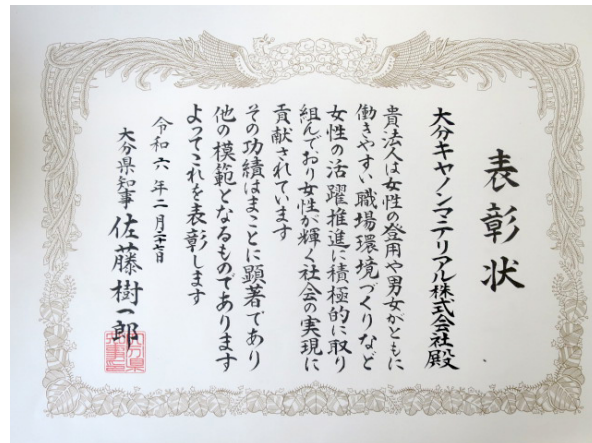 表彰状
大分キヤノンマテリアル株式会社殿
貴法人は女性の登用や男女がともに
働きやすい職場環境づくりなど
女性の活躍推進に積極的に取り
組んでおり女性が輝く社会の実現に
貢献されています
その功績はまことに顕著であり
他の模範となるものであります
よってこれを表彰します
令和六年二月二十七日
大分県知事 佐藤樹一郎